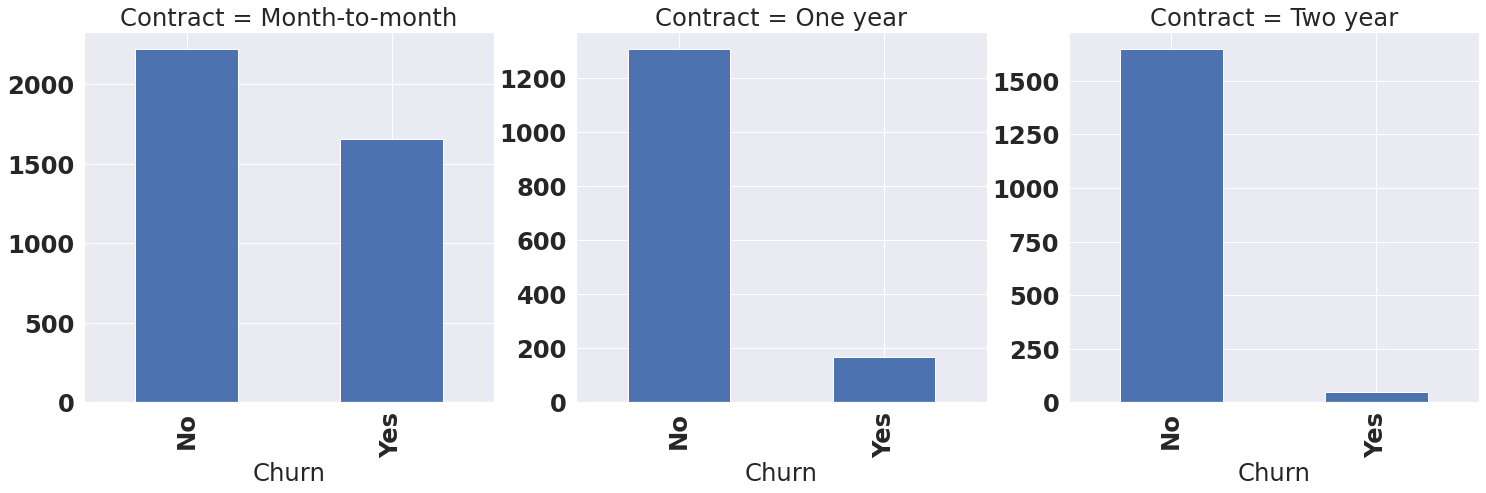 Contract = Month-to-month
2000
1500
1000
500
0
No
Yes
Churn
Contract = One year
1200
1000
800
600
400
200
0
No
Yes
Churn
Contract = Two year
1500
1250
1000
750
500
250
0
No
Yes
Churn